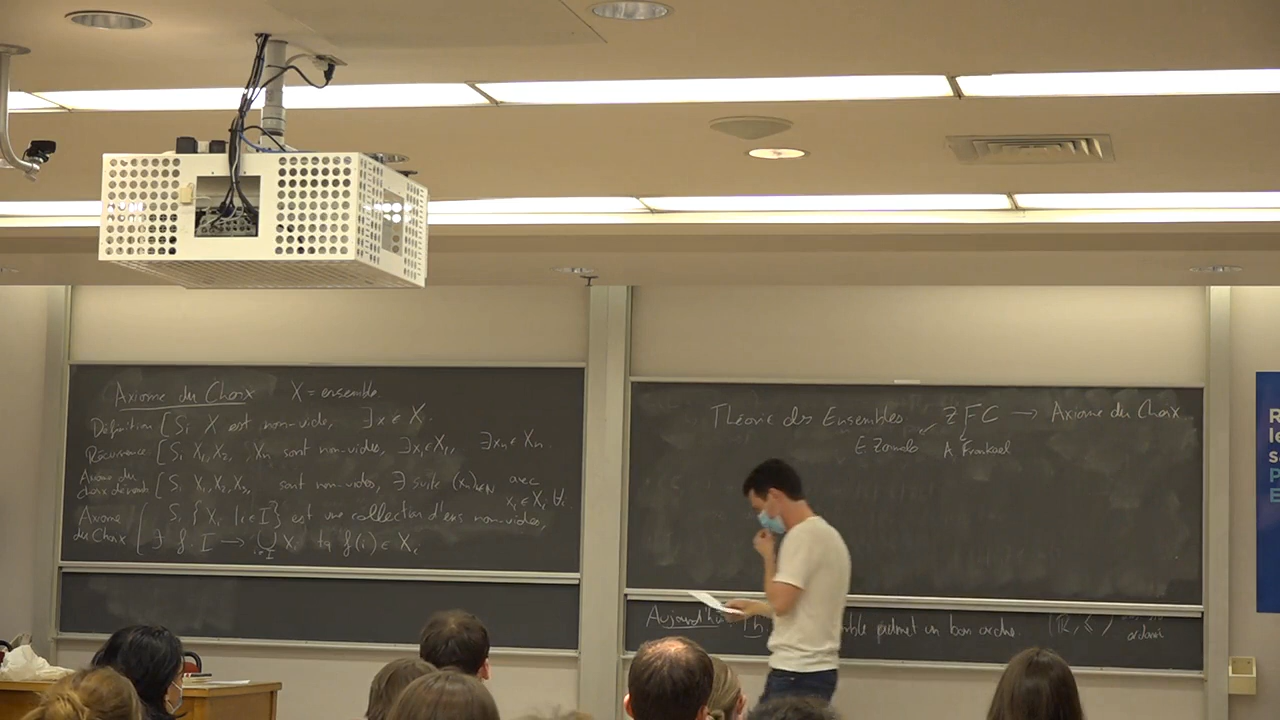 Axiome du Choix X = ensemble
Définition [ Si X est non-vide, ∃ x ∈ X.
Récurrence [ Si X₁, X₂, Xₙ sont non-vides, ∃ x₁ ∈ X₁, ∃ xₙ ∈ Xₙ
Axiome du [ Si X₁, X₂, X₃, sont non-vides, ∃ suite (xₙ) avec
xᵢ ∈ Xᵢ ∀i
Axiome [ Si {Xᵢ | i ∈ I} est une collection d'ens non-vides,
du Choix ∃ f: I → ⋃ Xᵢ tq f(i) ∈ Xᵢ
i∈I
Théorie des Ensembles ZFC → Axiome du Choix
E. Zermelo A. Frankael
Aujourd'hui Th. permet un bon ordre. (ℝ, ≤)
ordonné
R
P
E